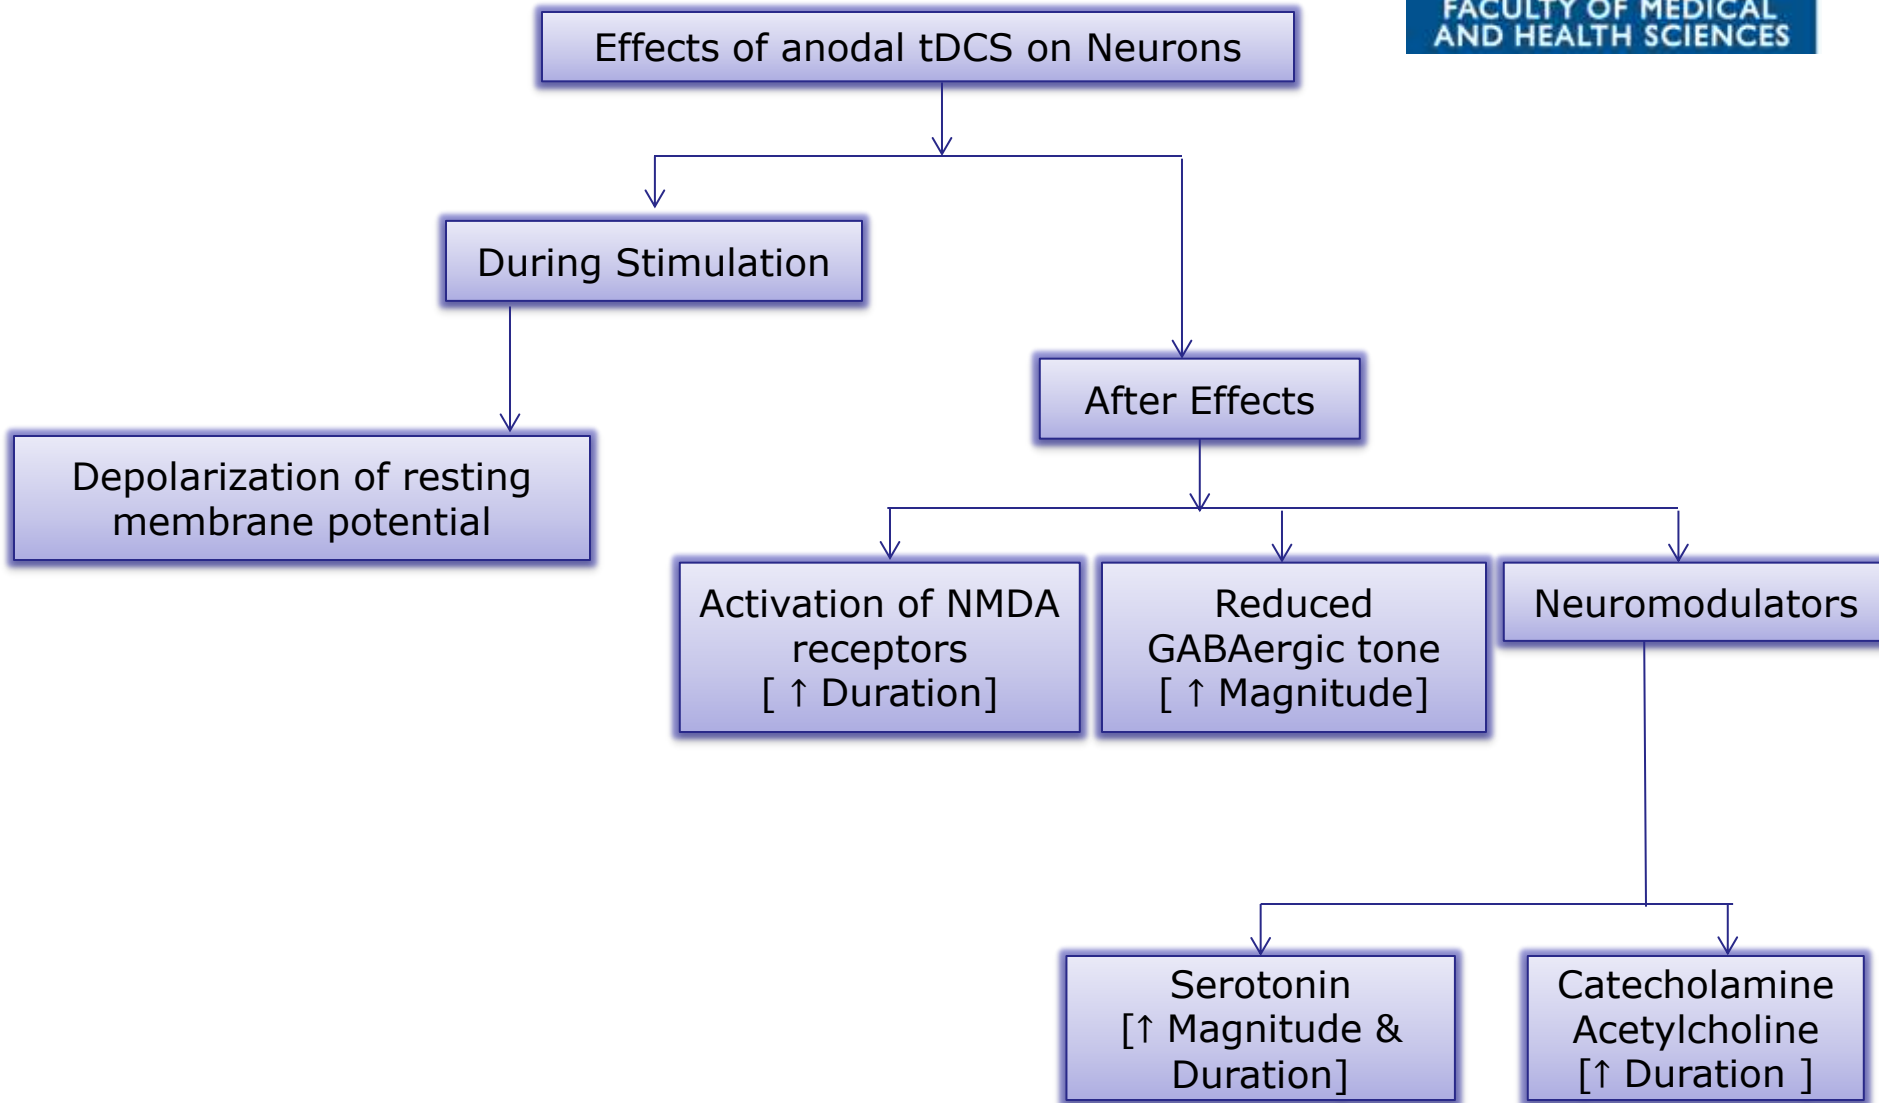 FACULTY OF MEDICAL
AND HEALTH SCIENCES
Effects of anodal tDCS on Neurons
During Stimulation
After Effects
Depolarization of resting
membrane potential
Activation of NMDA
receptors
[ ↑ Duration]
Reduced
GABAergic tone
[ ↑ Magnitude]
Neuromodulators
Serotonin
[↑ Magnitude &
Duration]
Catecholamine
Acetylcholine
[↑ Duration ]